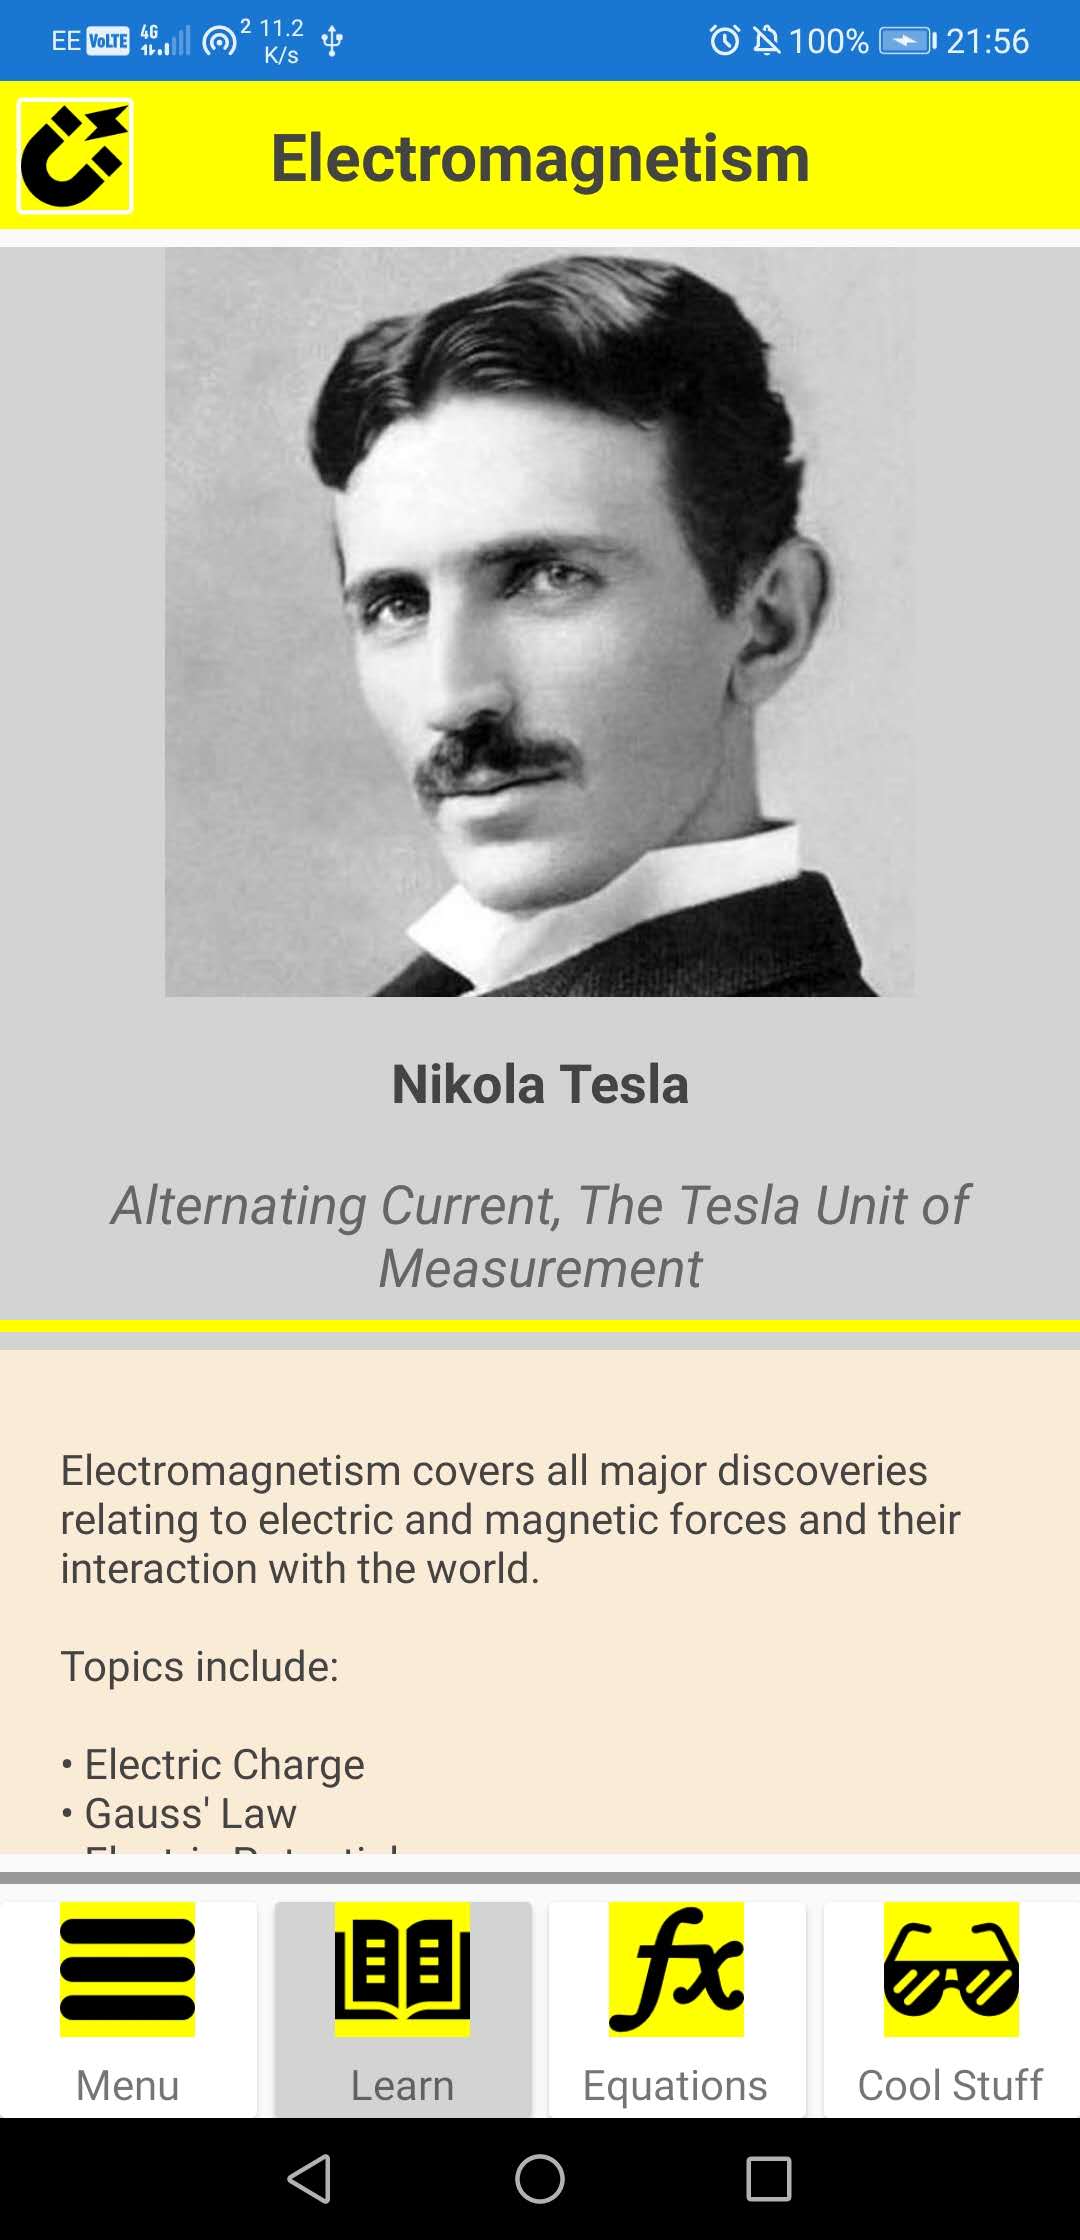 EE VoLTE 4G 2 11.2 K/s 100% 21:56
Electromagnetism
Nikola Tesla
Alternating Current, The Tesla Unit of
Measurement
Electromagnetism covers all major discoveries
relating to electric and magnetic forces and their
interaction with the world.
Topics include:
• Electric Charge
• Gauss' Law
Menu Learn Equations Cool Stuff